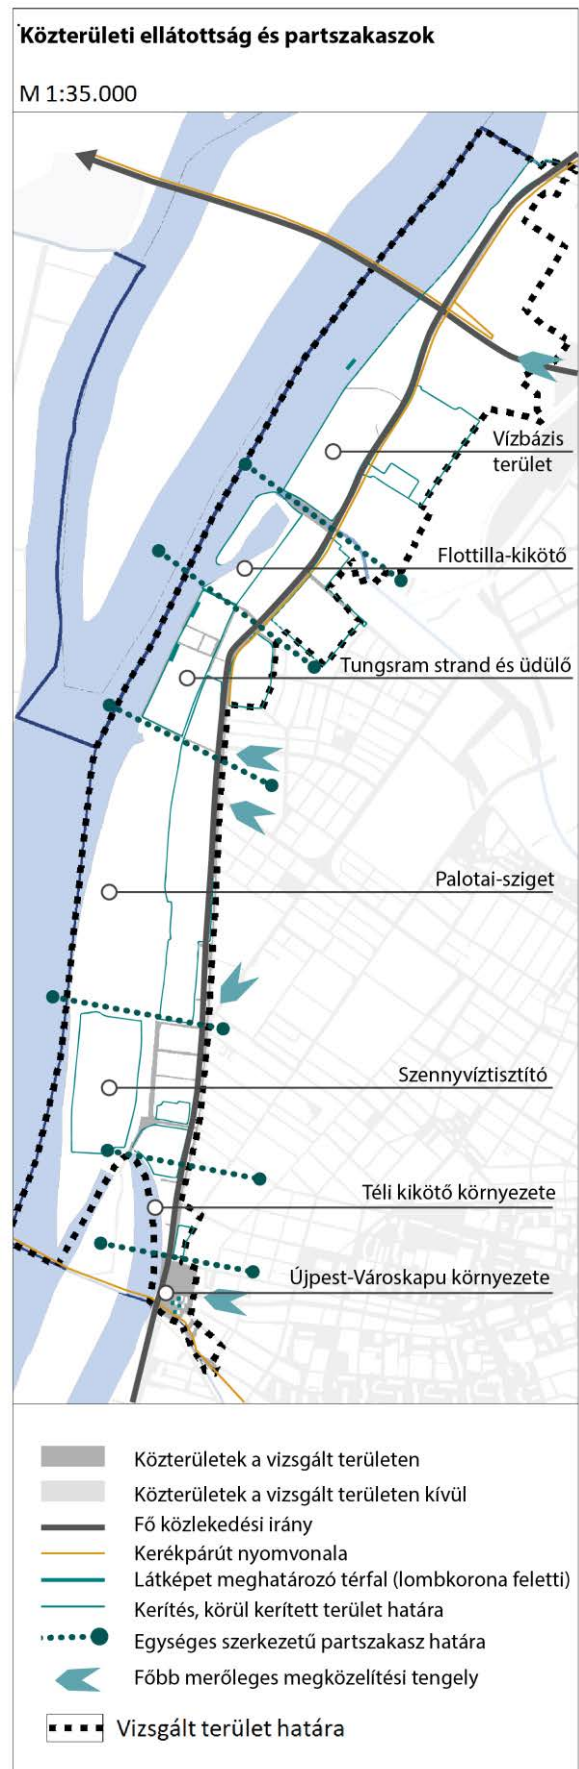 Közterületi ellátottság és partszakaszok
M 1:35.000
Vízbázis
terület
Flottilla-kikötő
Tungsram strand és üdülő
Palotai-sziget
Szennyvíztisztító
Téli kikötő környezete
Újpest-Városkapu környezete
Közterületek a vizsgált területen
Közterületek a vizsgált területen kívül
Fő közlekedési irány
Kerékpárút nyomvonala
Látképet meghatározó térfal (lombkorona feletti)
Kerítés, körül kerített terület határa
Egységes szerkezetű partszakasz határa
Főbb merőleges megközelítési tengely
Vizsgált terület határa